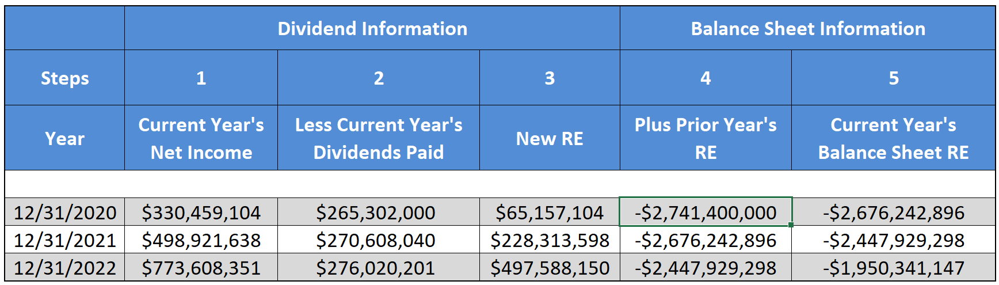 Dividend Information Balance Sheet Information
Steps 1 2 3 4 5
Year Current Year's Net Income Less Current Year's Dividends Paid New RE Plus Prior Year's RE Current Year's Balance Sheet RE
12/31/2020 $330,459,104 $265,302,000 $65,157,104 -$2,741,400,000 -$2,676,242,896
12/31/2021 $498,921,638 $270,608,040 $228,313,598 -$2,676,242,896 -$2,447,929,298
12/31/2022 $773,608,351 $276,020,201 $497,588,150 -$2,447,929,298 -$1,950,341,147